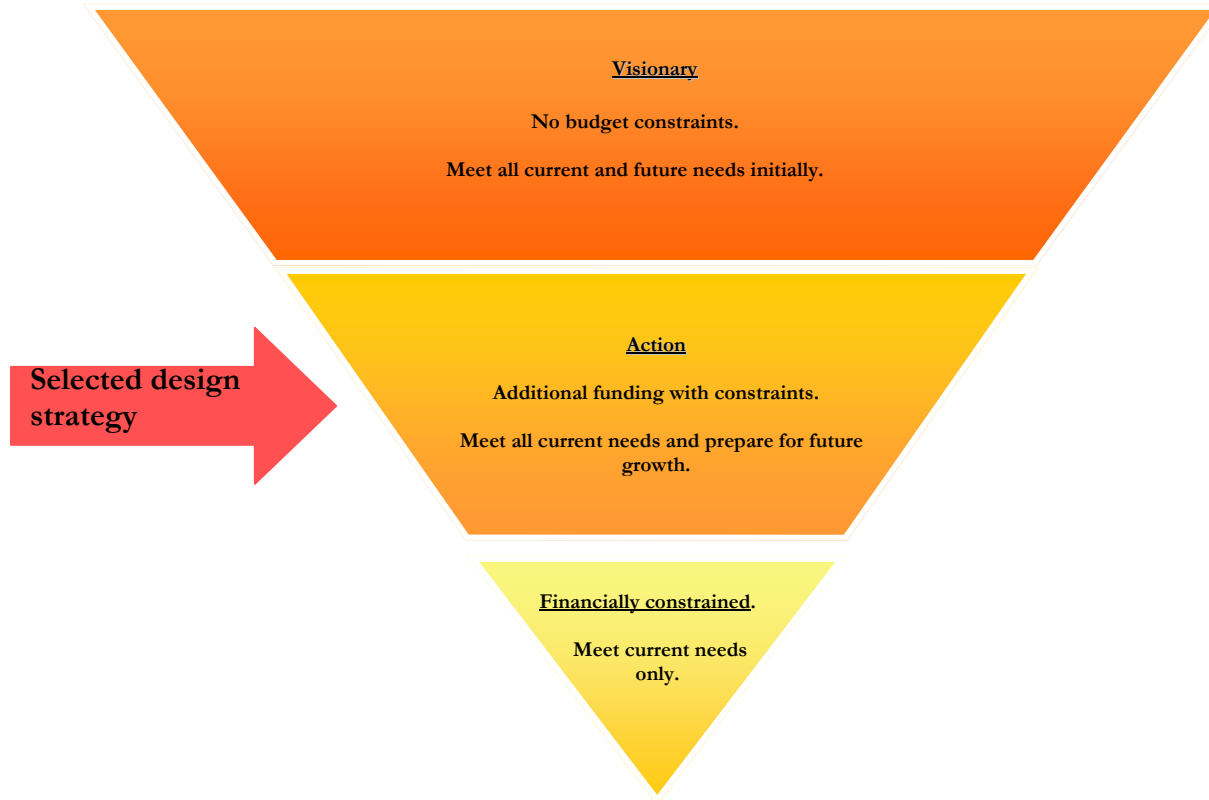 Visionary
No budget constraints.
Meet all current and future needs initially.
Selected design
strategy
Action
Additional funding with constraints.
Meet all current needs and prepare for future
growth.
Financially constrained.
Meet current needs
only.